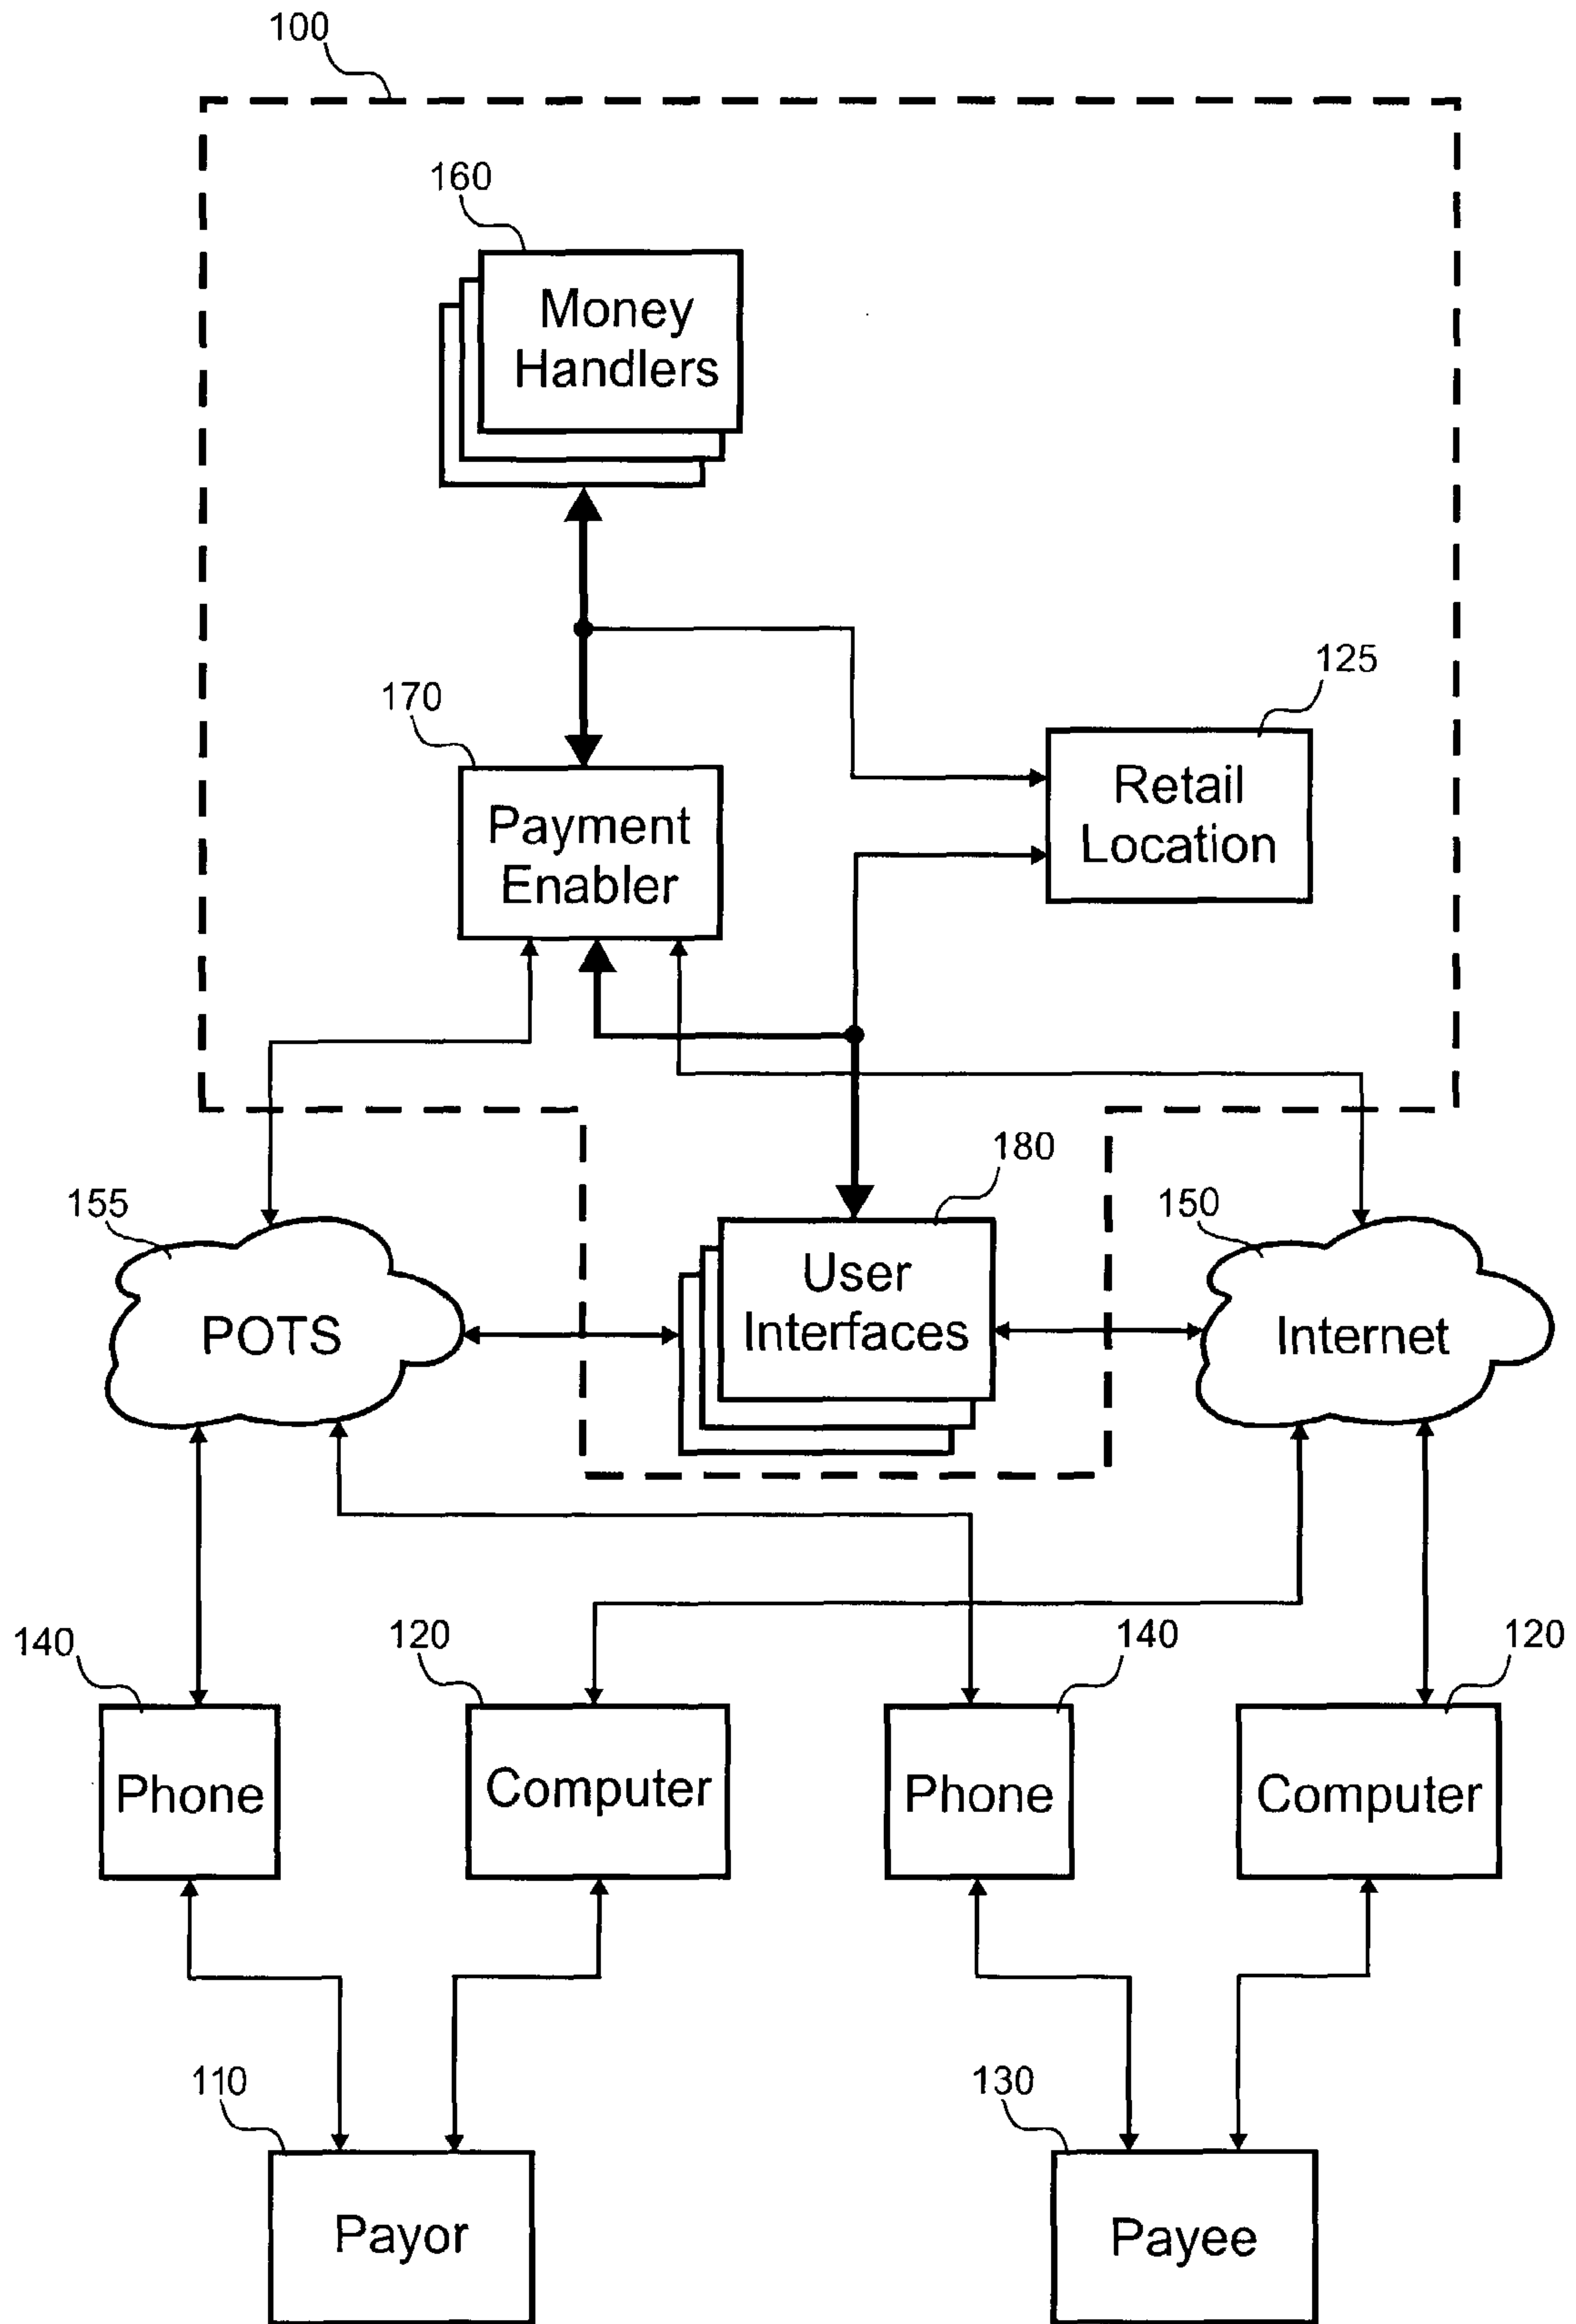 100
160
Money
Handlers
125
170
Retail
Location
Payment
Enabler
180
155
150
User
Interfaces
POTS
Internet
140
120
140
120
Phone
Computer
Phone
Computer
110
130
Payor
Payee